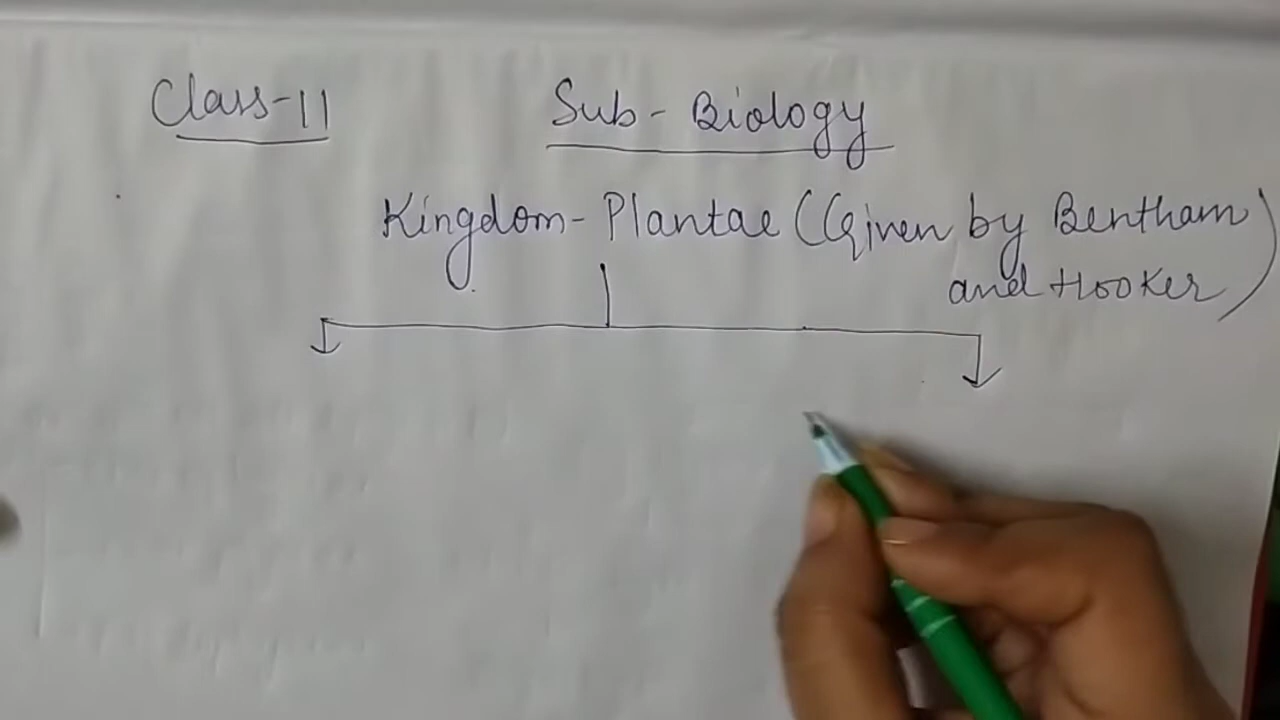 Class-11
Sub - Biology
Kingdom - Plantae (Given by Bentham
and Hooker)